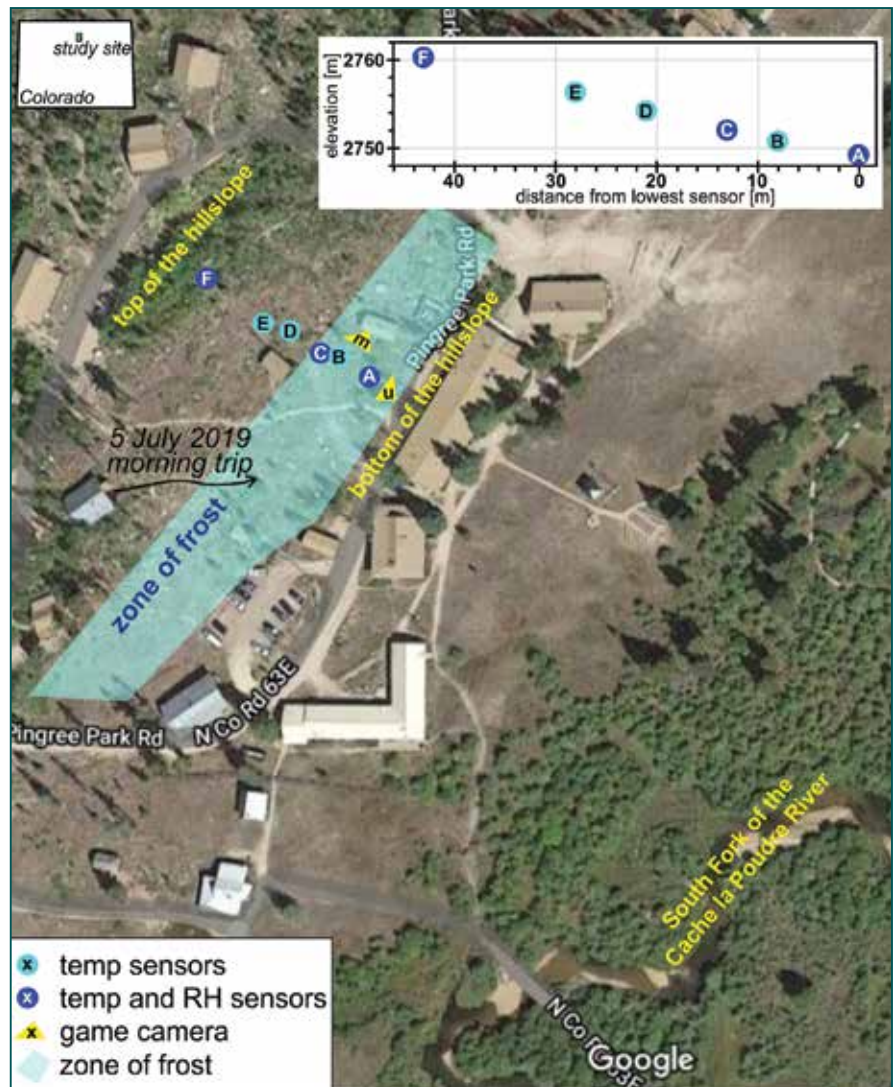 Park
study site
Colorado
elevation [m]
2760
2750
F
E
D
C
B
A
40
30
20
10
0
distance from lowest sensor [m]
top of the hillslope
F
E
D
C
B
m
A
u
Pingree Park Rd
bottom of the hillslope
5 July 2019
morning trip
zone of frost
N Co Rd 63E
Pingree Park Rd
South Fork of the
Cache la Poudre River
N Co R 63E
x temp sensors
x temp and RH sensors
x game camera
zone of frost
Google